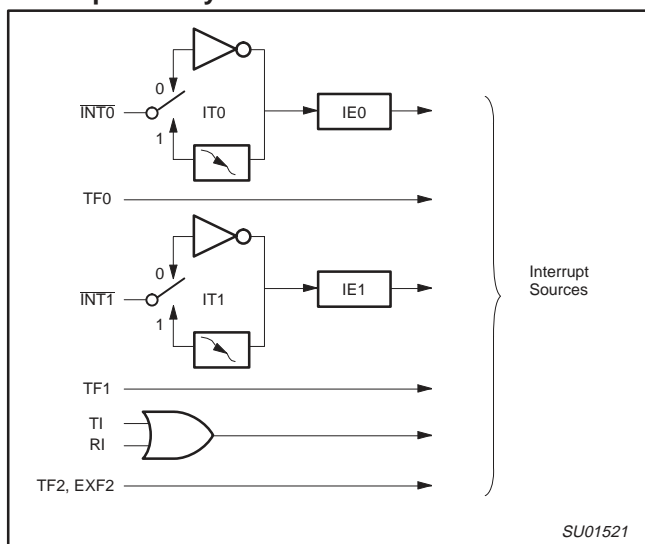 0
INT0
IT0
IE0
1
TF0
0
INT1
IT1
IE1
1
Interrupt
Sources
TF1
TI
RI
TF2, EXF2
SU01521